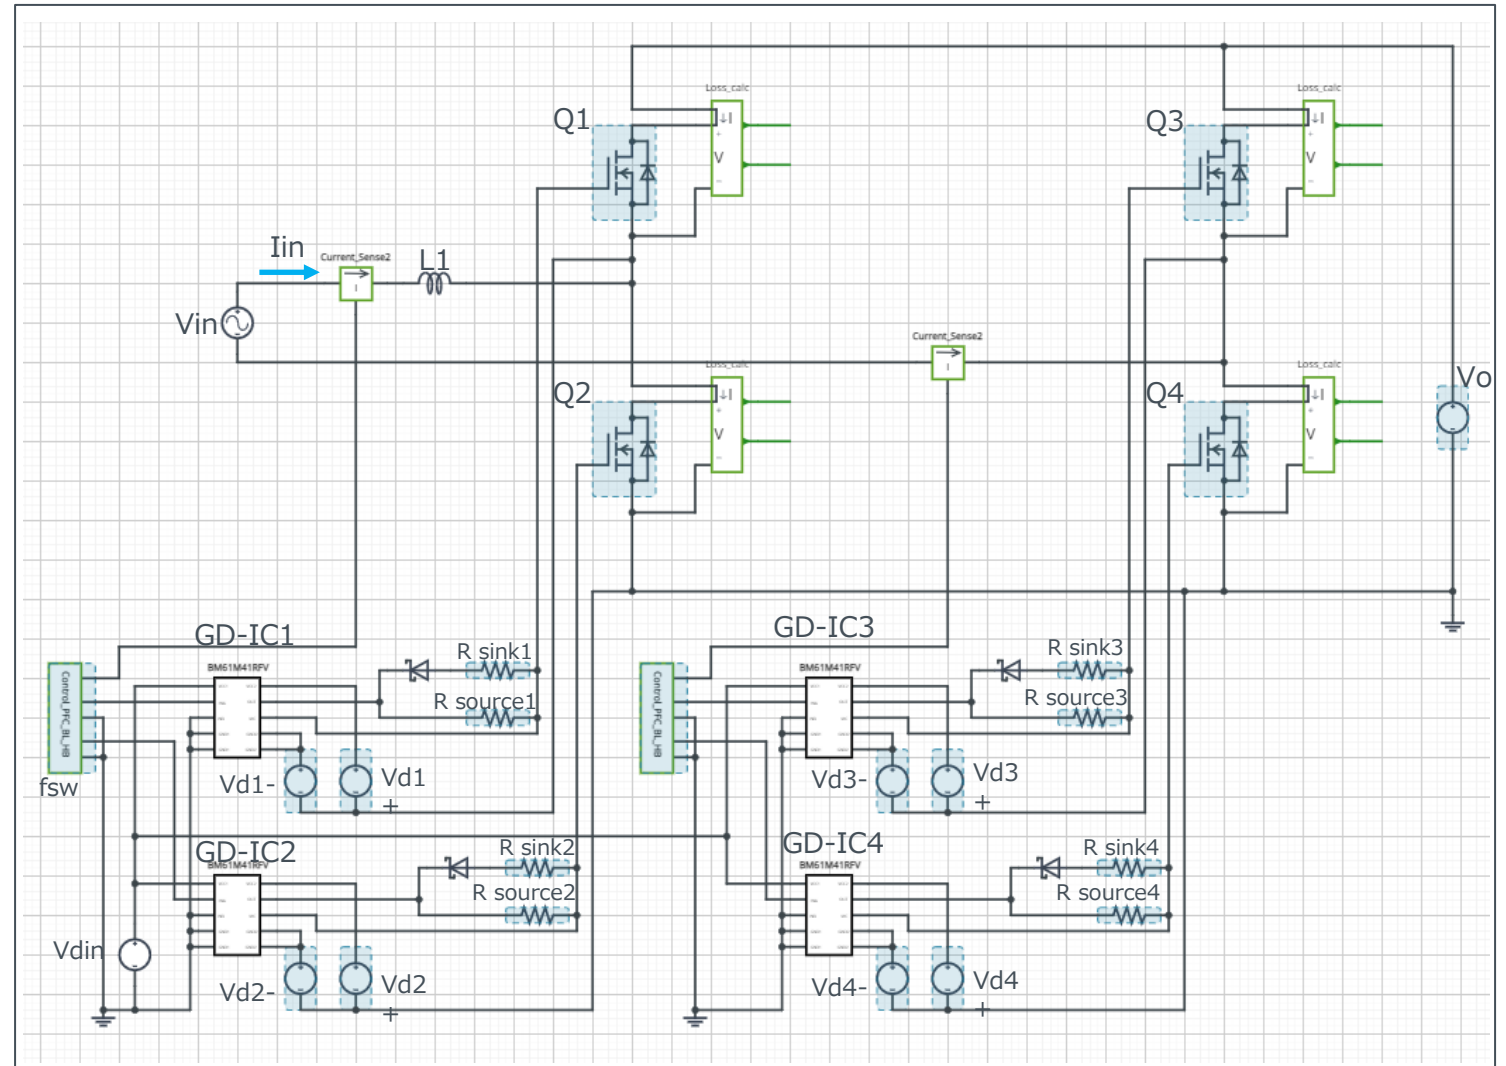 Loss_calc
Loss_calc
Q1
Q3
↓I
+
V
−
↓I
+
V
−
Iin
Current_Sense2
L1
I
Vin
Current_Sense2
I
Loss_calc
Loss_calc
Q2
Q4
Vo
↓I
+
V
−
↓I
+
V
−
GD-IC1
GD-IC3
BM61M41RFV
BM61M41RFV
R sink1
R sink3
R source1
R source3
Control_PFC_BL_HB
Control_PFC_BL_HB
fsw
Vd1-
Vd1
+
Vd3-
Vd3
+
GD-IC2
GD-IC4
BM61M41RFV
BM61M41RFV
R sink2
R sink4
R source2
R source4
Vdin
Vd2-
Vd2
+
Vd4-
Vd4
+